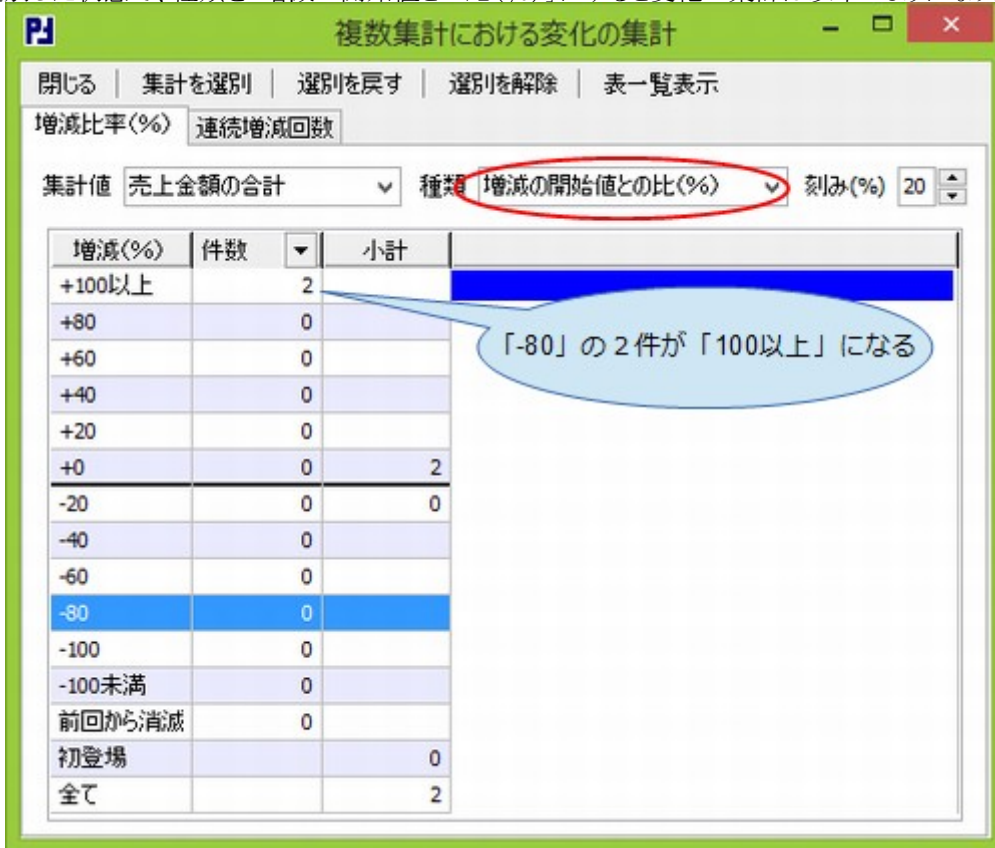 複数集計における変化の集計
閉じる | 集計を選別 | 選別を戻す | 選別を解除 | 表一覧表示
増減比率(%) 連続増減回数
集計値 売上金額の合計 種類 増減の開始値との比(%) 刻み(%) 20
増減(%) 件数 小計
+100以上 2
+80 0
+60 0
+40 0
+20 0
+0 0 2
-20 0 0
-40 0
-60 0
-80 0
-100 0
-100未満 0
前回から消滅 0
初登場 0
全て 2
「-80」の2件が「100以上」になる